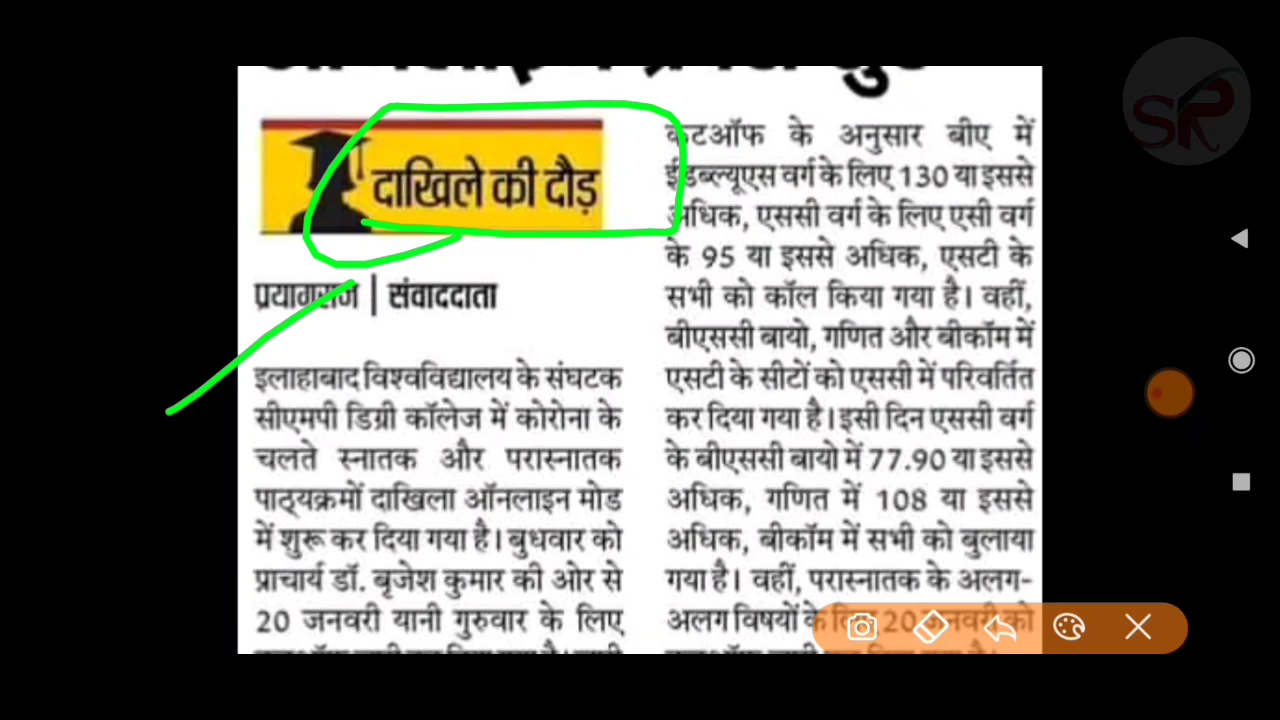 दाखिले की दौड़
प्रयागराज | संवाददाता
इलाहाबाद विश्वविद्यालय के संघटक
सीएमपी डिग्री कॉलेज में कोरोना के
चलते स्नातक और परास्नातक
पाठ्यक्रमों दाखिला ऑनलाइन मोड
में शुरू कर दिया गया है। बुधवार को
प्राचार्य डॉ. बृजेश कुमार की ओर से
20 जनवरी यानी गुरुवार के लिए
कटऑफ के अनुसार बीए में
ईडब्ल्यूएस वर्ग के लिए 130 या इससे
अधिक, एससी वर्ग के लिए एसी वर्ग
के 95 या इससे अधिक, एसटी के
सभी को कॉल किया गया है। वहीं,
बीएससी बायो, गणित और बीकॉम में
एसटी के सीटों को एससी में परिवर्तित
कर दिया गया है। इसी दिन एससी वर्ग
के बीएससी बायो में 77.90 या इससे
अधिक, गणित में 108 या इससे
अधिक, बीकॉम में सभी को बुलाया
गया है। वहीं, परास्नातक के अलग-
अलग विषयों के लिए 20 जनवरी को
SR